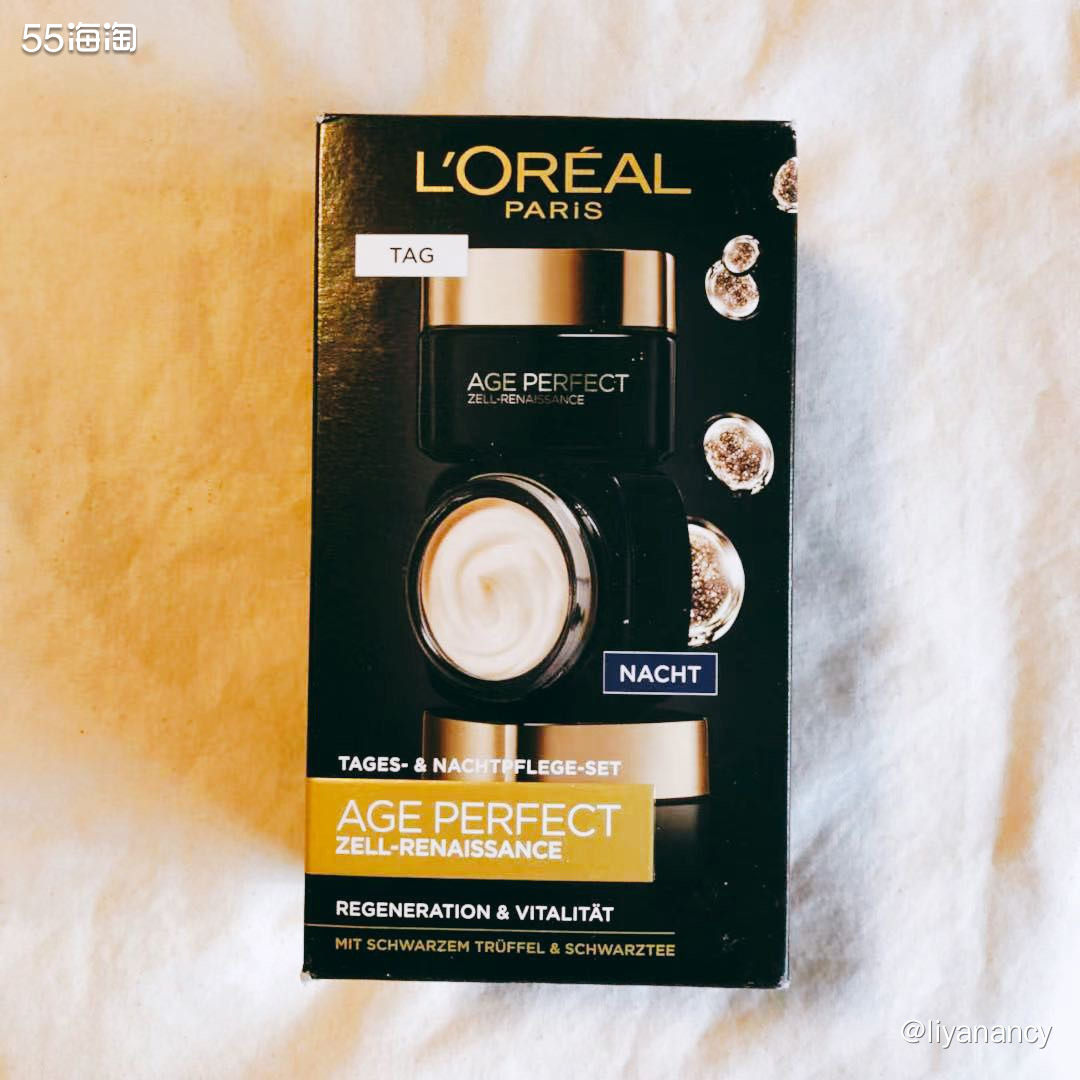 55海淘
L'ORÉAL
PARiS
TAG
AGE PERFECT
ZELL-RENAISSANCE
NACHT
TAGES- & NACHTPFLEGE-SET
AGE PERFECT
ZELL-RENAISSANCE
REGENERATION & VITALITÄT
MIT SCHWARZEM TRÜFFEL & SCHWARZTEE
@liyanancy